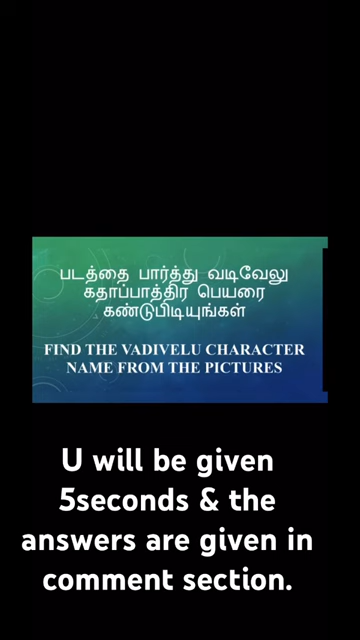 படத்தை பார்த்து வடிவேலு
கதாப்பாத்திர பெயரை
கண்டுபிடியுங்கள்
FIND THE VADIVELU CHARACTER
NAME FROM THE PICTURES
U will be given
5seconds & the
answers are given in
comment section.